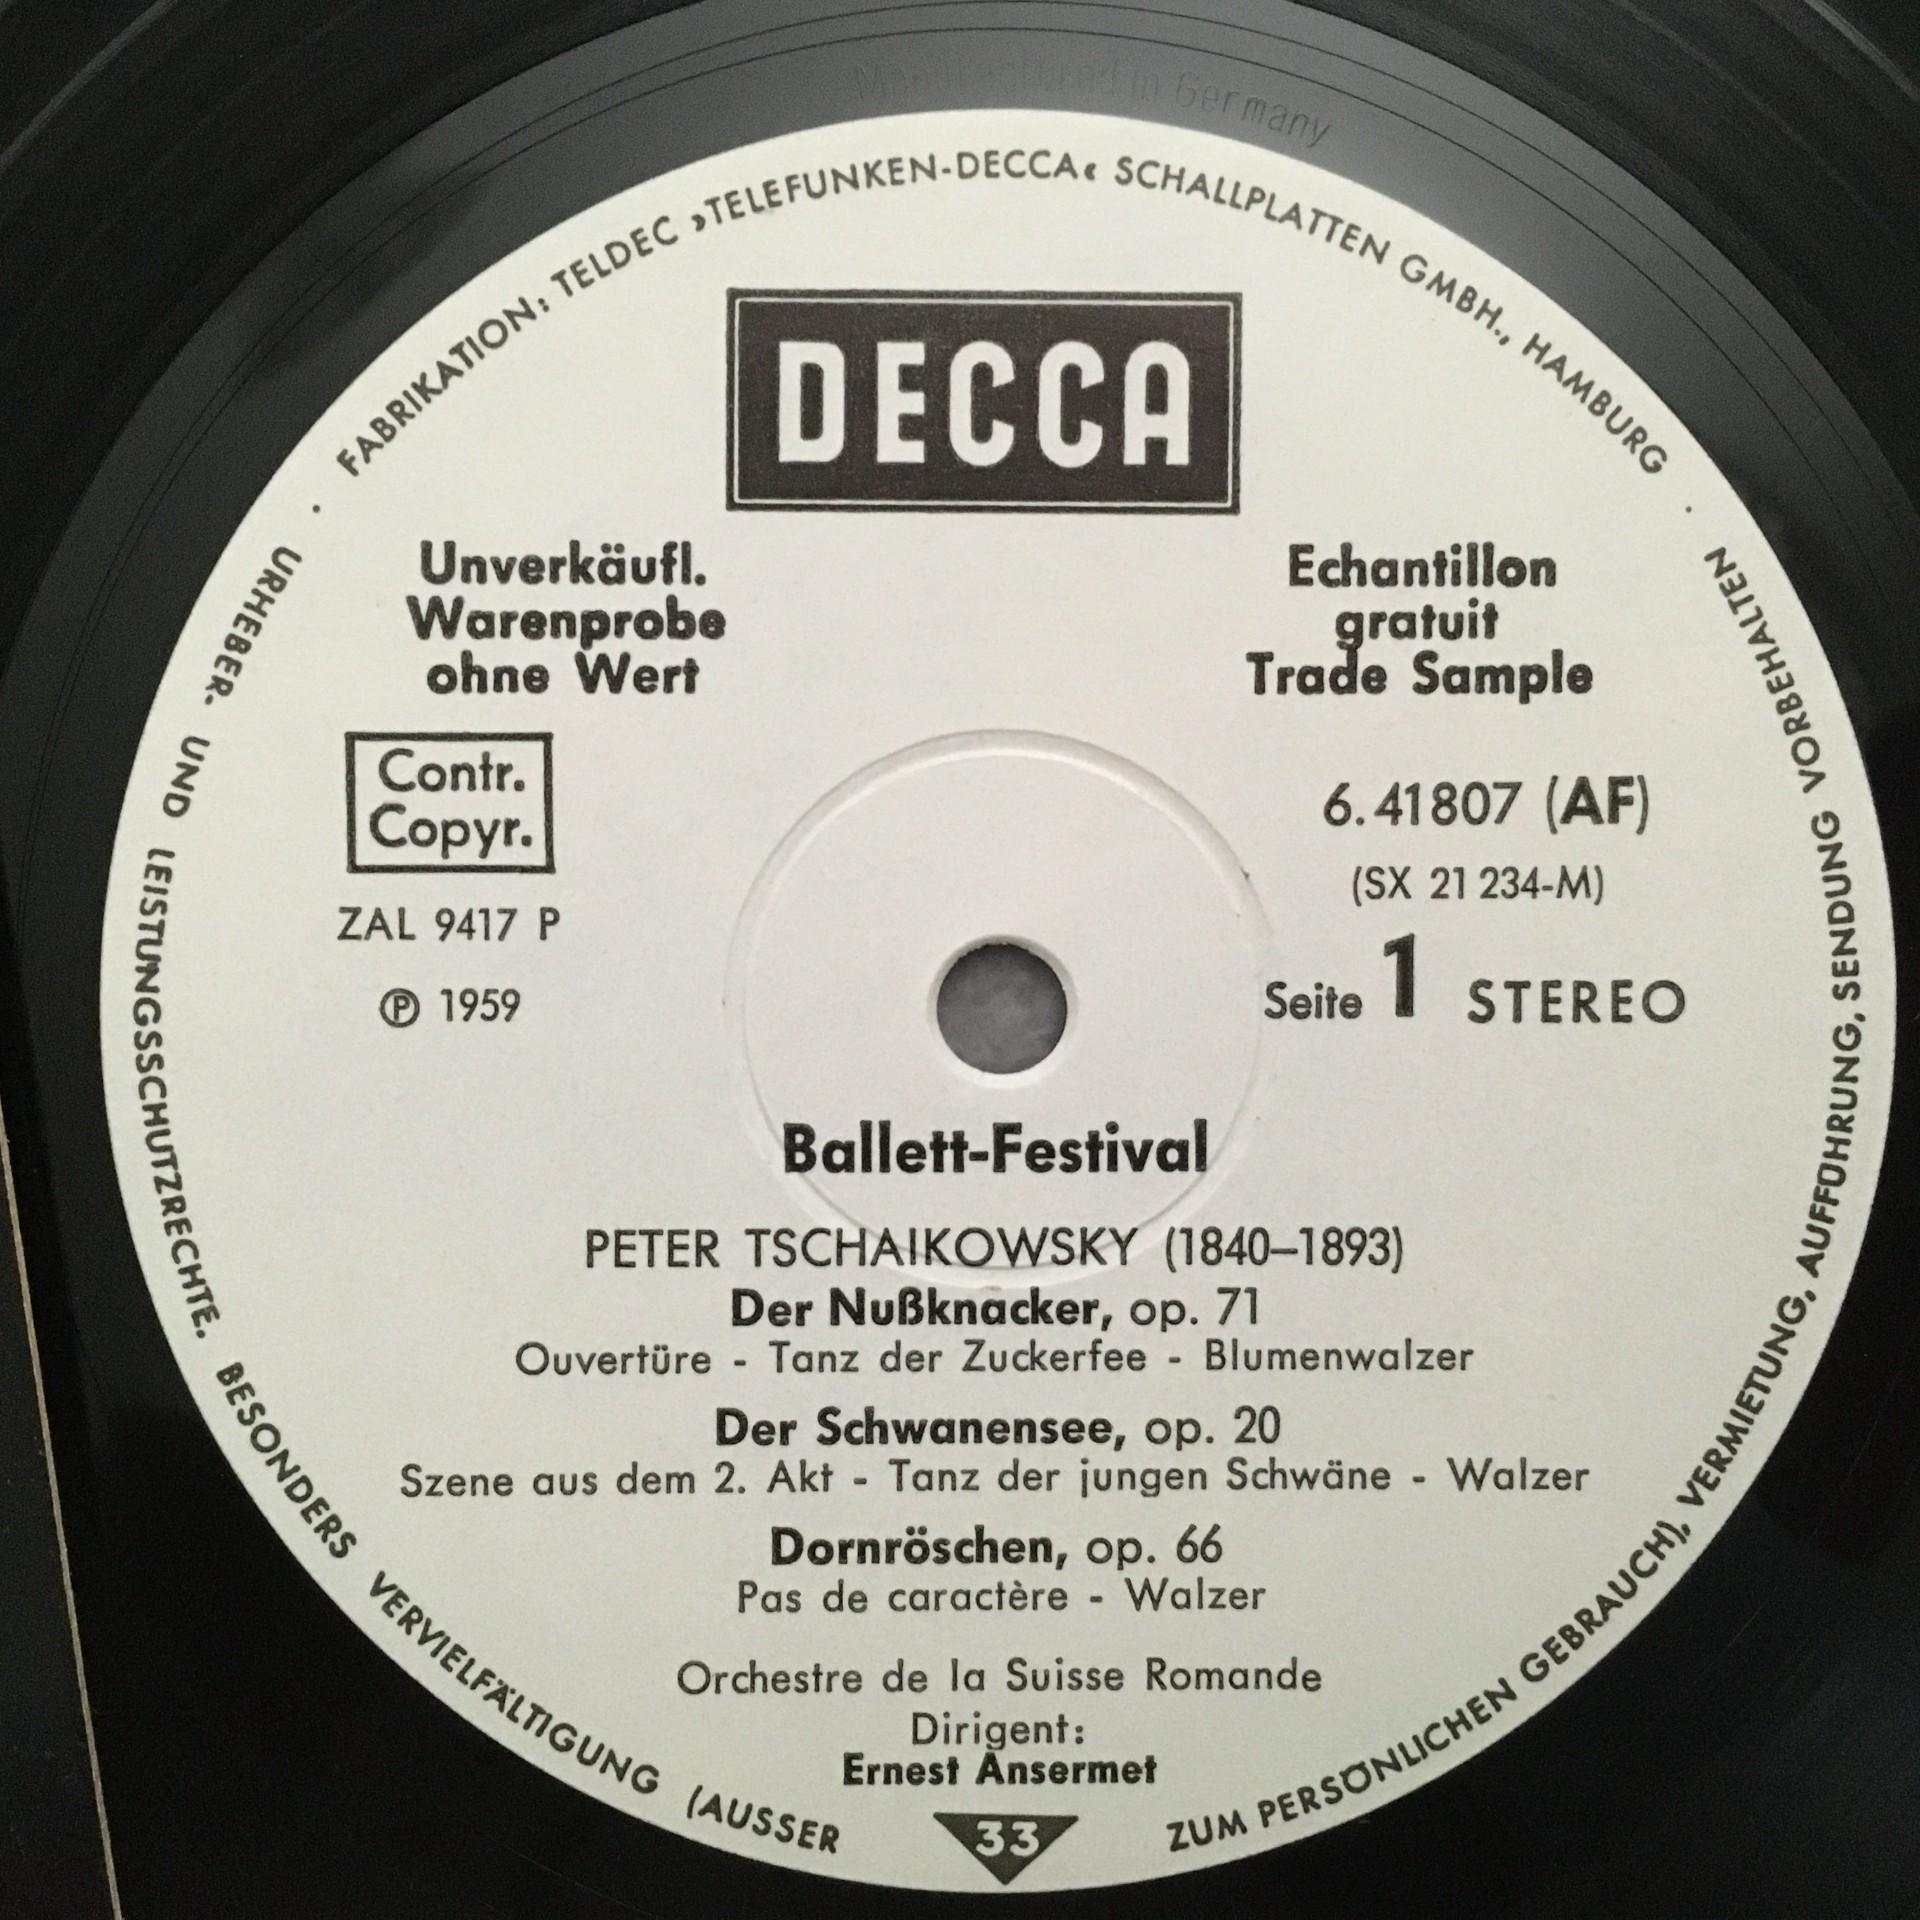 Manufactured in Germany
FABRIKATION: TELDEC »TELEFUNKEN-DECCA« SCHALLPLATTEN GMBH., HAMBURG ·
DECCA
Unverkäufl.
Warenprobe
ohne Wert
Echantillon
gratuit
Trade Sample
Contr.
Copyr.
ZAL 9417 P
℗ 1959
6.41807 (AF)
(SX 21 234-M)
Seite 1 STEREO
Ballett-Festival
PETER TSCHAIKOWSKY (1840–1893)
Der Nußknacker, op. 71
Ouvertüre - Tanz der Zuckerfee - Blumenwalzer
Der Schwanensee, op. 20
Szene aus dem 2. Akt - Tanz der jungen Schwäne - Walzer
Dornröschen, op. 66
Pas de caractère - Walzer
Orchestre de la Suisse Romande
Dirigent:
Ernest Ansermet
33
· URHEBER- UND LEISTUNGSSCHUTZRECHTE. BESONDERS VERVIELFÄLTIGUNG (AUSSER ZUM PERSÖNLICHEN GEBRAUCH), VERMIETUNG, AUFFÜHRUNG, SENDUNG VORBEHALTEN